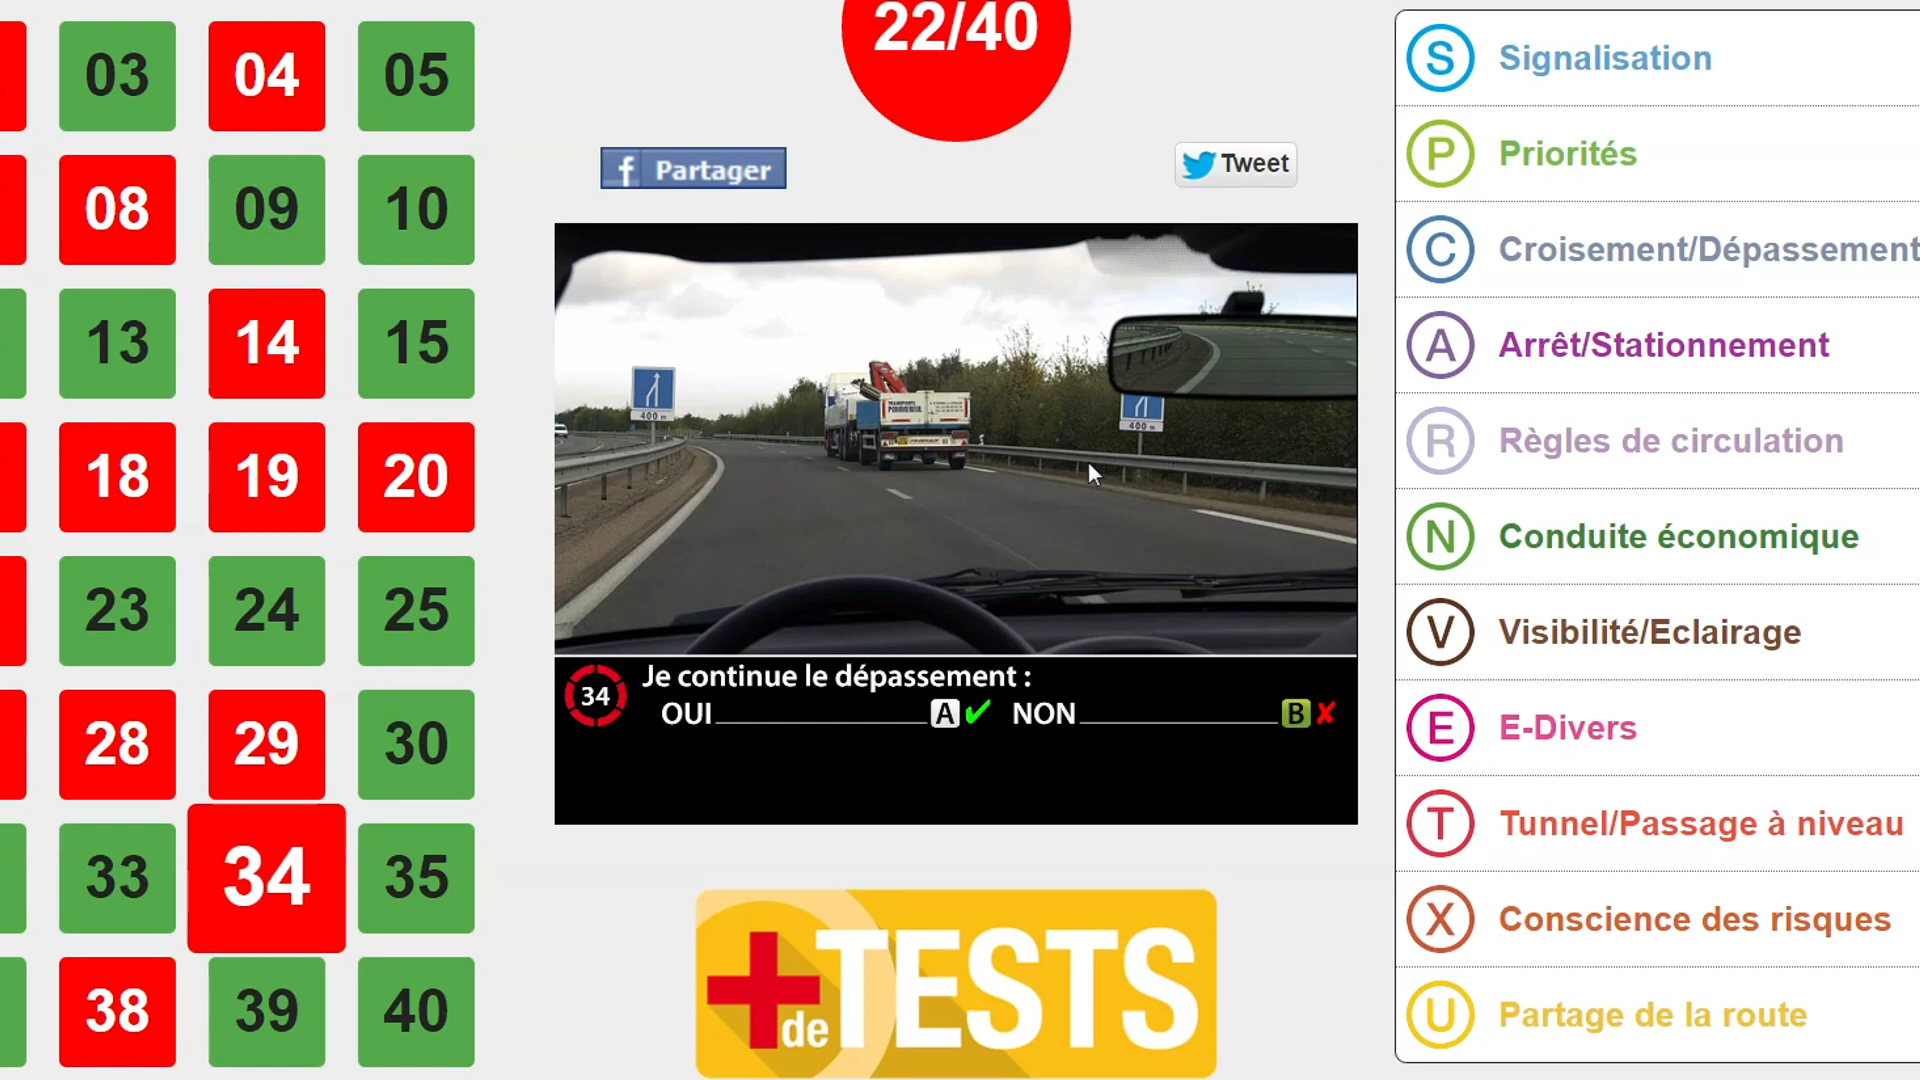 22/40
03 04 05
08 09 10
13 14 15
18 19 20
23 24 25
28 29 30
33 34 35
38 39 40
f Partager
Tweet
400 m
400 m
TRANSPORTS
34 Je continue le dépassement :
OUI A ✔ NON B ✘
+ de TESTS
S Signalisation
P Priorités
C Croisement/Dépassement
A Arrêt/Stationnement
R Règles de circulation
N Conduite économique
V Visibilité/Eclairage
E E-Divers
T Tunnel/Passage à niveau
X Conscience des risques
U Partage de la route